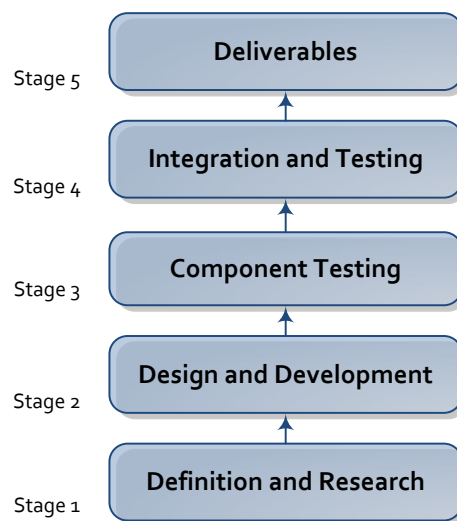 Deliverables
Stage 5
Integration and Testing
Stage 4
Component Testing
Stage 3
Design and Development
Stage 2
Definition and Research
Stage 1